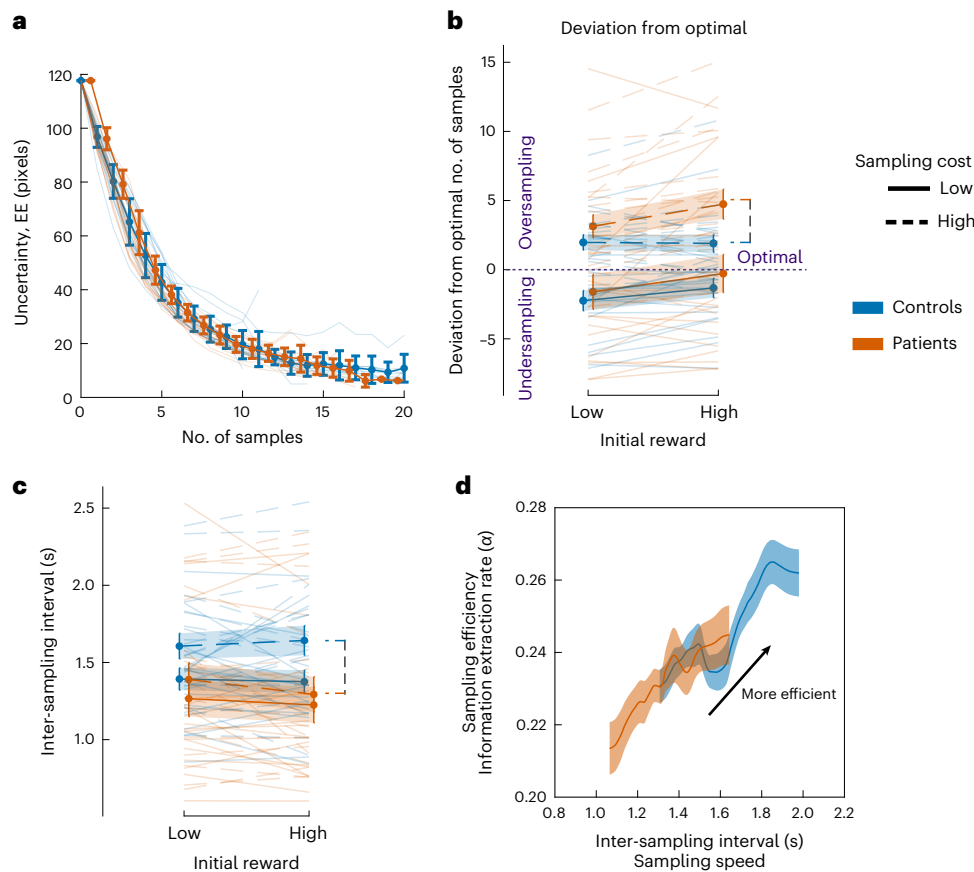 a
120
100
80
60
40
20
0
Uncertainty, EE (pixels)
0
5
10
15
20
No. of samples
b
Deviation from optimal
15
10
5
0
–5
Deviation from optimal no. of samples
Oversampling
Undersampling
Optimal
Low
High
Initial reward
Sampling cost
Low
High
Controls
Patients
c
2.5
2.0
1.5
1.0
Inter-sampling interval (s)
Low
High
Initial reward
d
0.28
0.26
0.24
0.22
0.20
Sampling efficiency
Information extraction rate (α)
More efficient
0.8
1.0
1.2
1.4
1.6
1.8
2.0
2.2
Inter-sampling interval (s)
Sampling speed